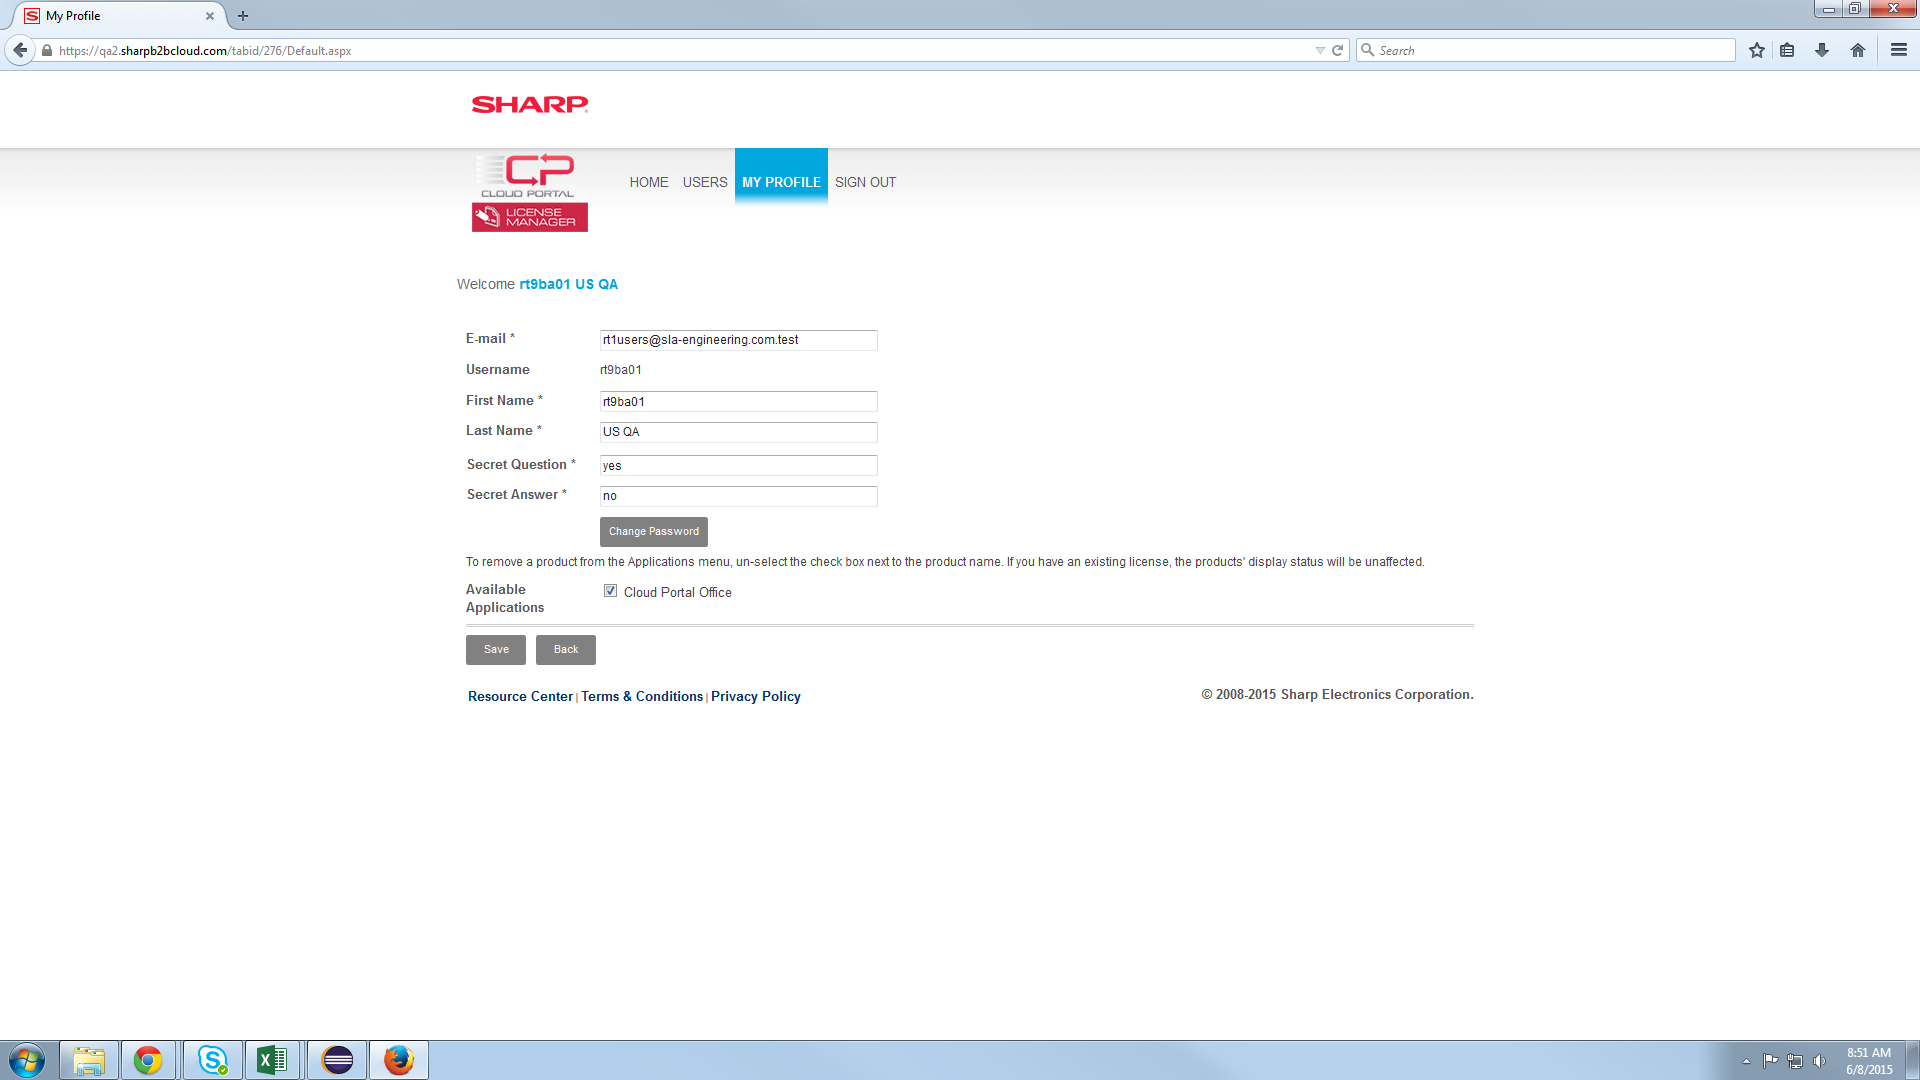 My Profile
https://qa2.sharpb2bcloud.com/tabid/276/Default.aspx
Search
SHARP
CP
CLOUD PORTAL
LICENSE
MANAGER
HOME USERS MY PROFILE SIGN OUT
Welcome rt9ba01 US QA
E-mail * rt1users@sla-engineering.com.test
Username rt9ba01
First Name * rt9ba01
Last Name * US QA
Secret Question * yes
Secret Answer * no
Change Password
To remove a product from the Applications menu, un-select the check box next to the product name. If you have an existing license, the products' display status will be unaffected.
Available
Applications
Cloud Portal Office
Save Back
Resource Center | Terms & Conditions | Privacy Policy
© 2008-2015 Sharp Electronics Corporation.
8:51 AM
6/8/2015